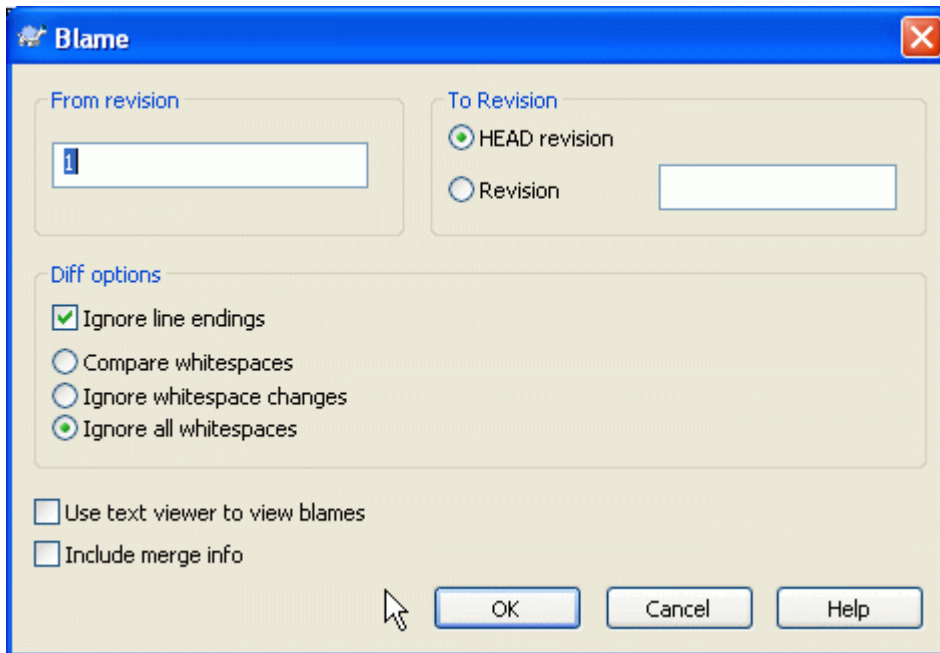 Blame
From revision
1
To Revision
HEAD revision
Revision
Diff options
Ignore line endings
Compare whitespaces
Ignore whitespace changes
Ignore all whitespaces
Use text viewer to view blames
Include merge info
OK Cancel Help